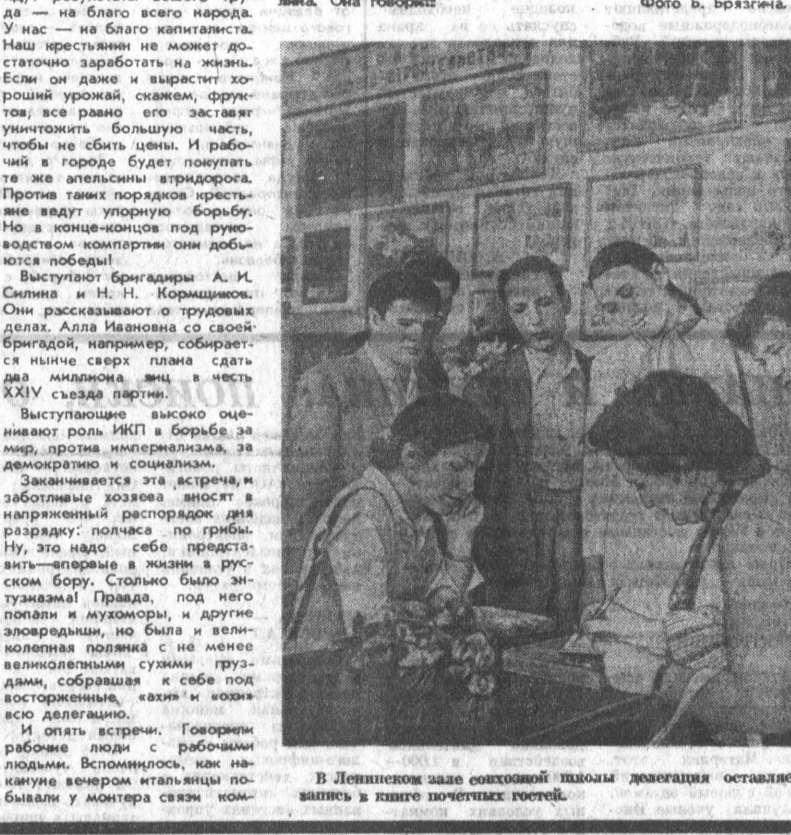 да — на благо всего народа.
У нас — на благо капиталиста.
Наш крестьянин не может до-
статочно заработать на жизнь.
Если он даже и вырастит хо-
роший урожай, скажем, фрук-
тов, все равно его заставят
уничтожить большую часть,
чтобы не сбить цены. И рабо-
чий в городе будет покупать
те же апельсины втридорога.
Против таких порядков кресть-
яне ведут упорную борьбу.
Но в конце-концов под руко-
водством компартии они добь-
ются победы!
Выступают бригадиры А. И.
Силина и Н. Н. Кормщиков.
Они рассказывают о трудовых
делах. Алла Ивановна со своей
бригадой, например, собирает-
ся нынче сверх плана сдать
два миллиона яиц в честь
XXIV съезда партии.
Выступающие высоко оце-
нивают роль ИКП в борьбе за
мир, против империализма, за
демократию и социализм.
Заканчивается эта встреча, и
заботливые хозяева вносят в
напряженный распорядок дня
разрядку: полчаса по грибы.
Ну, это надо себе предста-
вить—впервые в жизни в рус-
ском бору. Столько было эн-
тузиазма! Правда, под него
попали и мухоморы, и другие
зловредыши, но была и вели-
колепная полянка с не менее
великолепными сухими груз-
дями, собравшая к себе под
восторженные «ахи» и «охи»
всю делегацию.
И опять встречи. Говорили
рабочие люди с рабочими
людьми. Вспомнилось, как на-
кануне вечером итальянцы по-
бывали у монтера связи ком-
Она говорит:
Фото Б. Брязгина.
В Ленинском зале совхозной школы делегация оставляе
запись в книге почетных гостей.